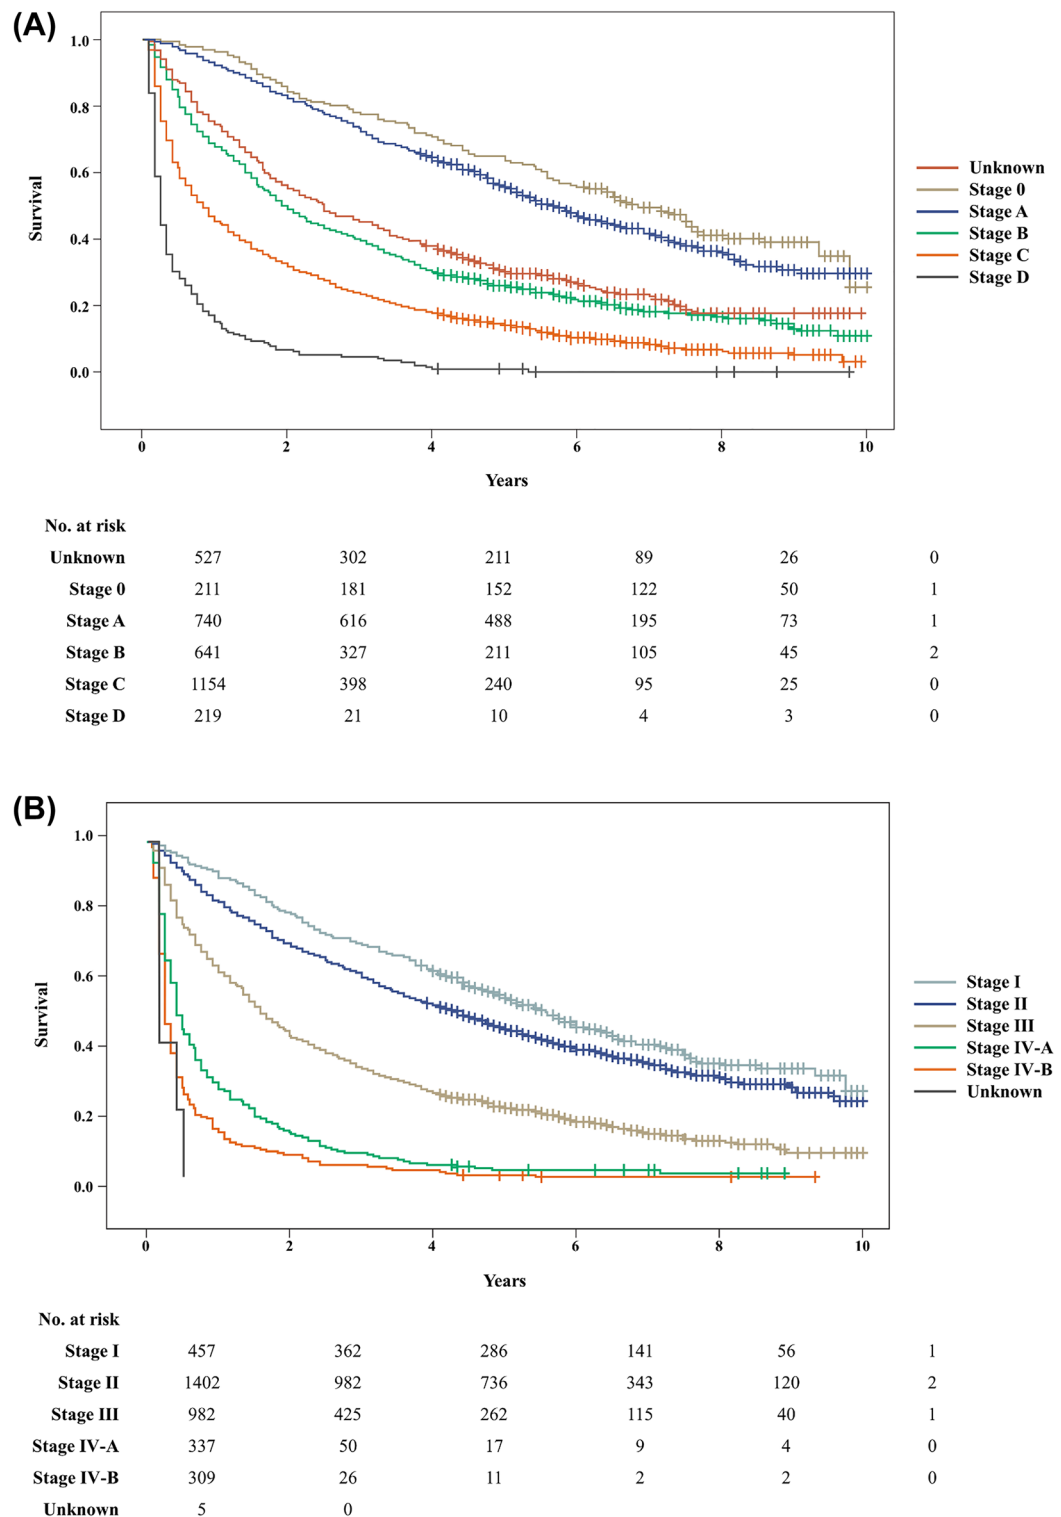 (A)
1.0
0.8
0.6
0.4
0.2
0.0
Survival
0 2 4 6 8 10
Years
Unknown
Stage 0
Stage A
Stage B
Stage C
Stage D
No. at risk
Unknown 527 302 211 89 26 0
Stage 0 211 181 152 122 50 1
Stage A 740 616 488 195 73 1
Stage B 641 327 211 105 45 2
Stage C 1154 398 240 95 25 0
Stage D 219 21 10 4 3 0
(B)
1.0
0.8
0.6
0.4
0.2
0.0
Survival
0 2 4 6 8 10
Years
Stage I
Stage II
Stage III
Stage IV-A
Stage IV-B
Unknown
No. at risk
Stage I 457 362 286 141 56 1
Stage II 1402 982 736 343 120 2
Stage III 982 425 262 115 40 1
Stage IV-A 337 50 17 9 4 0
Stage IV-B 309 26 11 2 2 0
Unknown 5 0